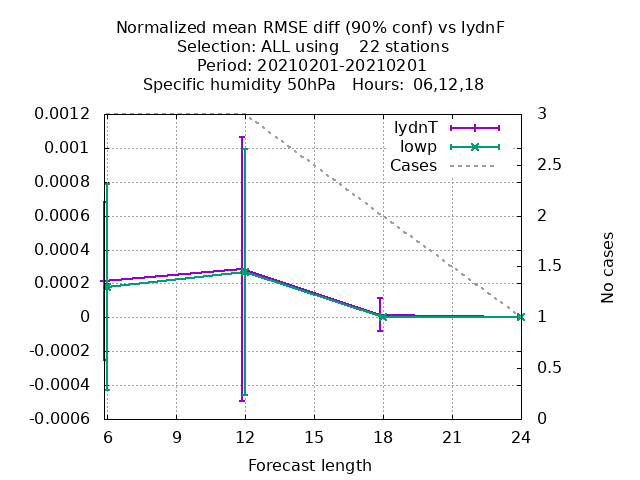 Normalized mean RMSE diff (90% conf) vs lydnF
Selection: ALL using    22 stations
Period: 20210201-20210201
Specific humidity 50hPa   Hours:  06,12,18
0.0012
0.001
0.0008
0.0006
0.0004
0.0002
0
-0.0002
-0.0004
-0.0006
lydnT
lowp
Cases
3
2.5
2
1.5
1
0.5
0
No cases
6 9 12 15 18 21 24
Forecast length